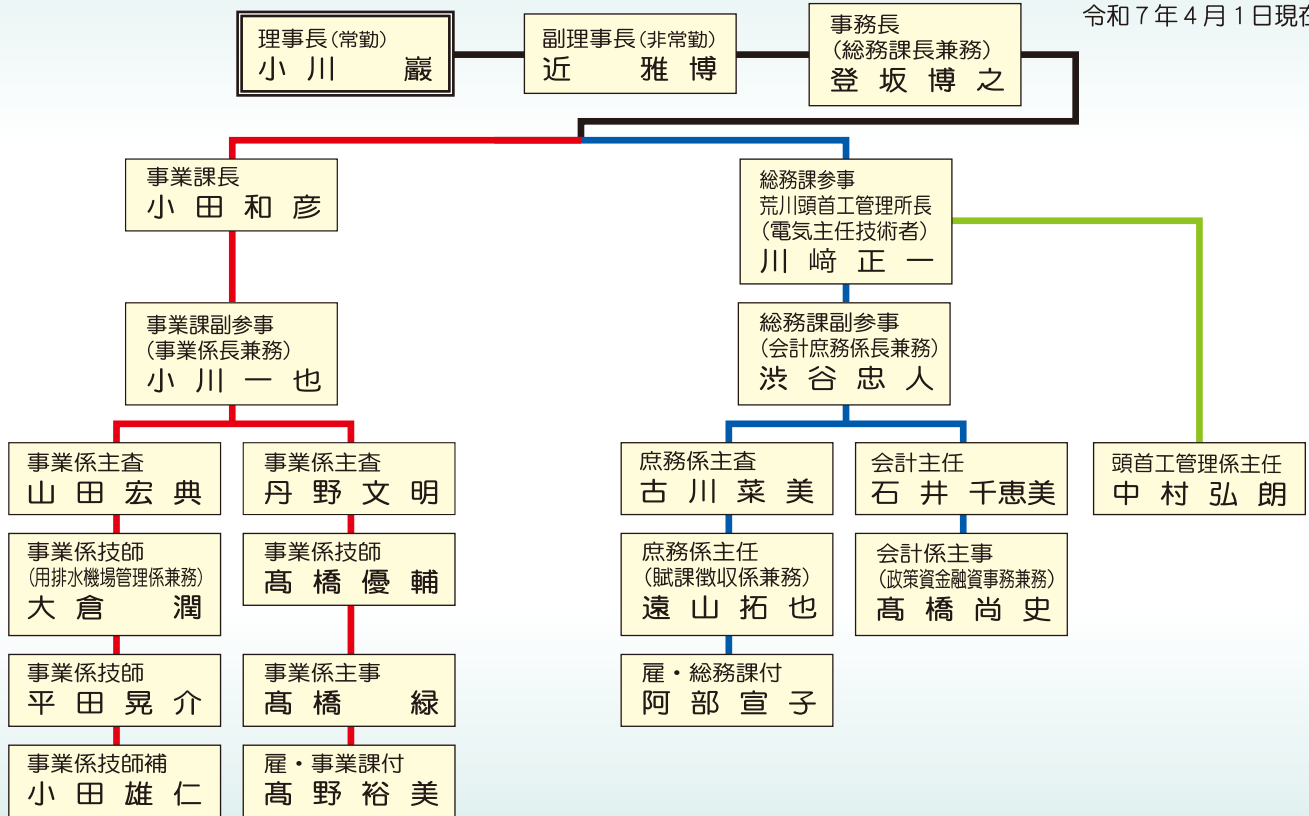 令和7年4月1日現在
理事長(常勤)
小川 巖
副理事長(非常勤)
近 雅博
事務長
(総務課長兼務)
登坂博之
事業課長
小田和彦
総務課参事
荒川頭首工管理所長
(電気主任技術者)
川﨑正一
事業課副参事
(事業係長兼務)
小川一也
総務課副参事
(会計庶務係長兼務)
渋谷忠人
事業係主査
山田宏典
事業係主査
丹野文明
庶務係主査
古川菜美
会計主任
石井千恵美
頭首工管理係主任
中村弘朗
事業係技師
(用排水機場管理係兼務)
大倉 潤
事業係技師
髙橋優輔
庶務係主任
(賦課徴収係兼務)
遠山拓也
会計係主事
(政策資金融資事務兼務)
髙橋尚史
事業係技師
平田晃介
事業係主事
髙橋 緑
雇・総務課付
阿部宣子
事業係技師補
小田雄仁
雇・事業課付
髙野裕美